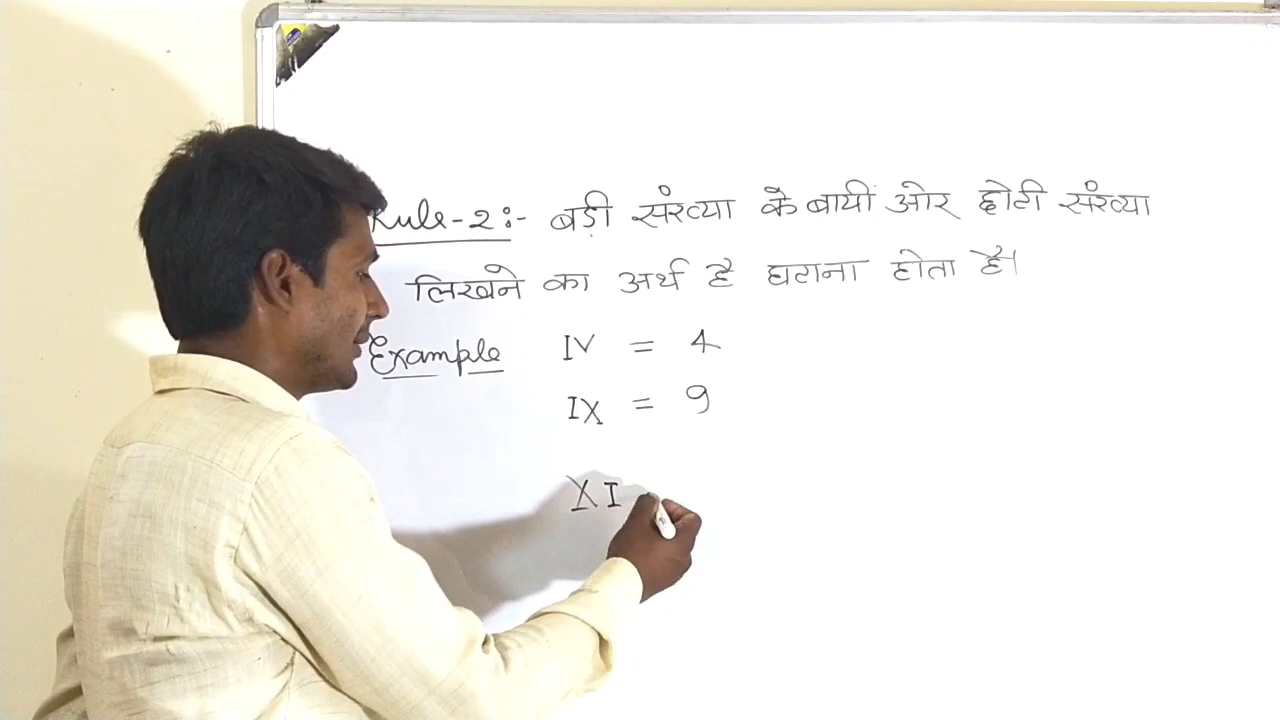 Rule-2:- बड़ी संख्या के बायीं ओर छोटी संख्या
लिखने का अर्थ है घटाना होता है।
Example IV = 4
IX = 9
XI